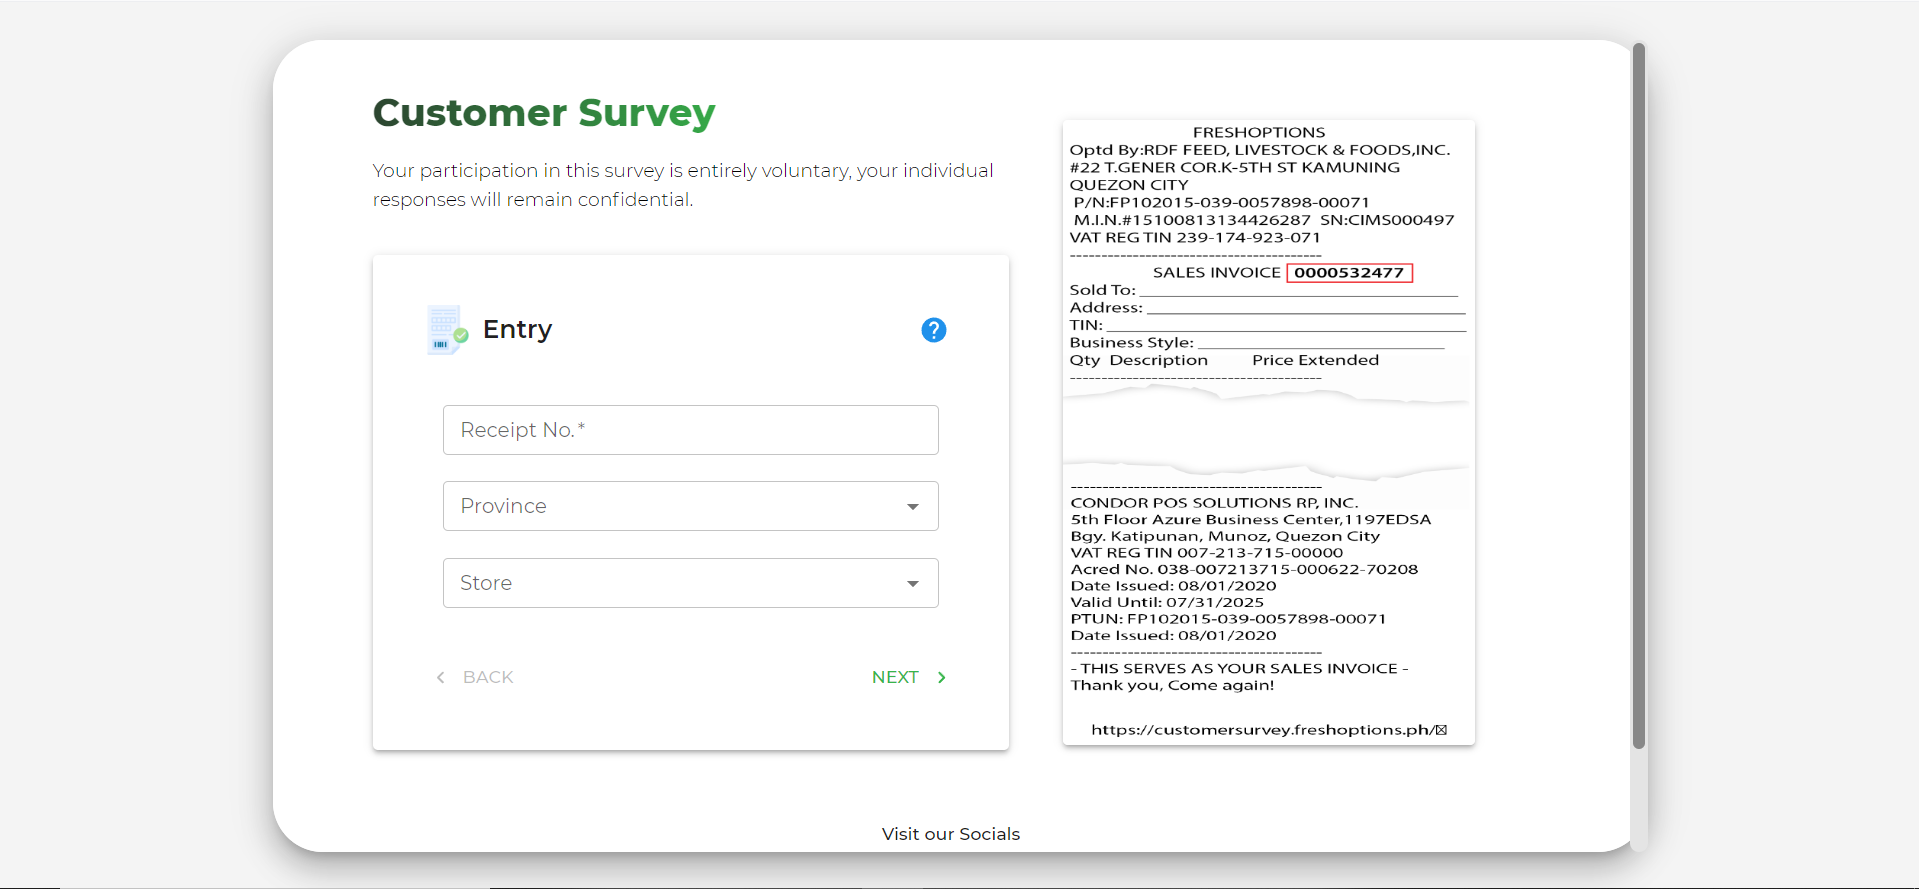 Customer Survey
Your participation in this survey is entirely voluntary, your individual
responses will remain confidential.
Entry
?
Receipt No.*
Province
Store
BACK
NEXT
FRESHOPTIONS
Optd By:RDF FEED, LIVESTOCK & FOODS,INC.
#22 T.GENER COR.K-5TH ST KAMUNING
QUEZON CITY
P/N:FP102015-039-0057898-00071
M.I.N.#15100813134426287 SN:CIMS000497
VAT REG TIN 239-174-923-071
----------------------------------------
SALES INVOICE 0000532477
Sold To: ____________________
Address: ____________________
TIN: ____________________
Business Style: ____________________
Qty Description Price Extended
----------------------------------------
----------------------------------------
CONDOR POS SOLUTIONS RP, INC.
5th Floor Azure Business Center,1197EDSA
Bgy. Katipunan, Munoz, Quezon City
VAT REG TIN 007-213-715-00000
Acred No. 038-007213715-000622-70208
Date Issued: 08/01/2020
Valid Until: 07/31/2025
PTUN: FP102015-039-0057898-00071
Date Issued: 08/01/2020
----------------------------------------
- THIS SERVES AS YOUR SALES INVOICE -
Thank you, Come again!
https://customersurvey.freshoptions.ph/
Visit our Socials